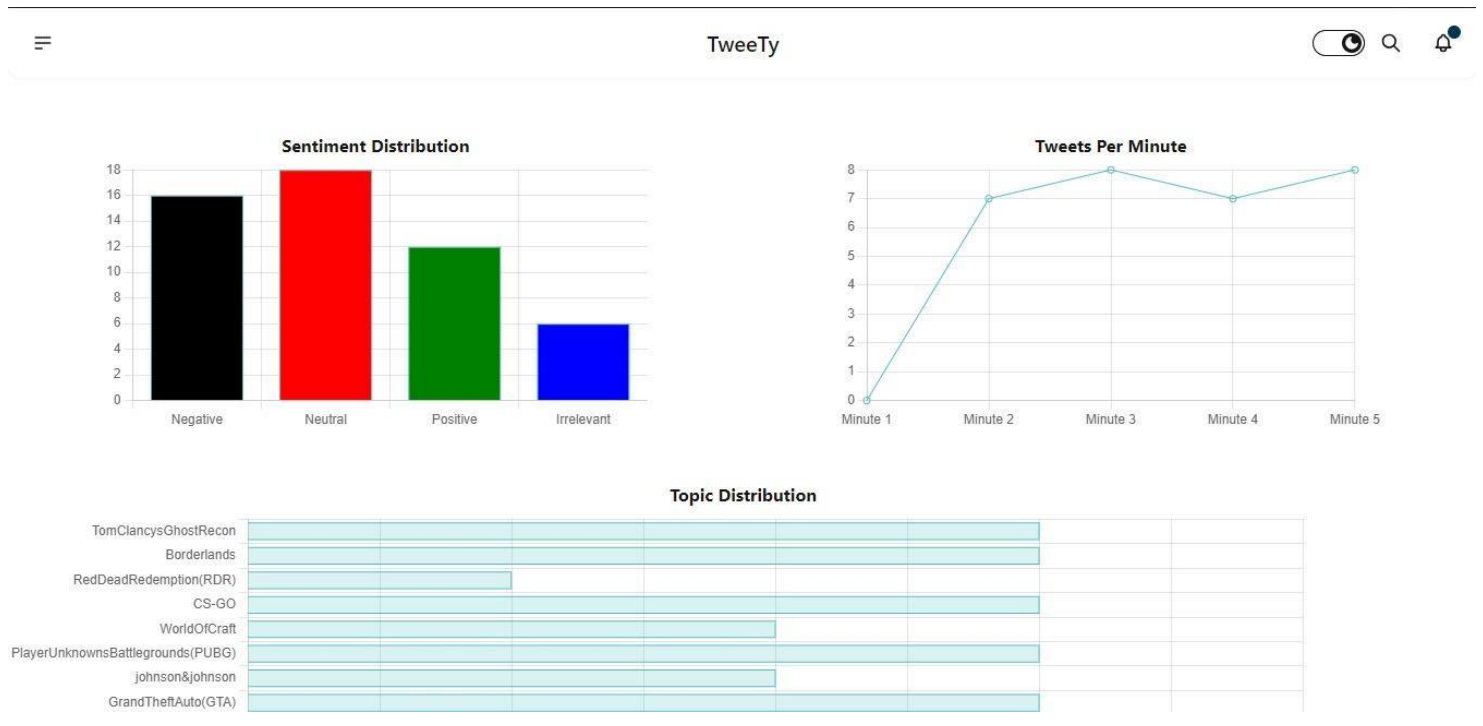 TweeTy
Sentiment Distribution
18
16
14
12
10
8
6
4
2
0
Negative Neutral Positive Irrelevant
Tweets Per Minute
8
7
6
5
4
3
2
1
0
Minute 1 Minute 2 Minute 3 Minute 4 Minute 5
Topic Distribution
TomClancysGhostRecon
Borderlands
RedDeadRedemption(RDR)
CS-GO
WorldOfCraft
PlayerUnknownsBattlegrounds(PUBG)
johnson&johnson
GrandTheftAuto(GTA)